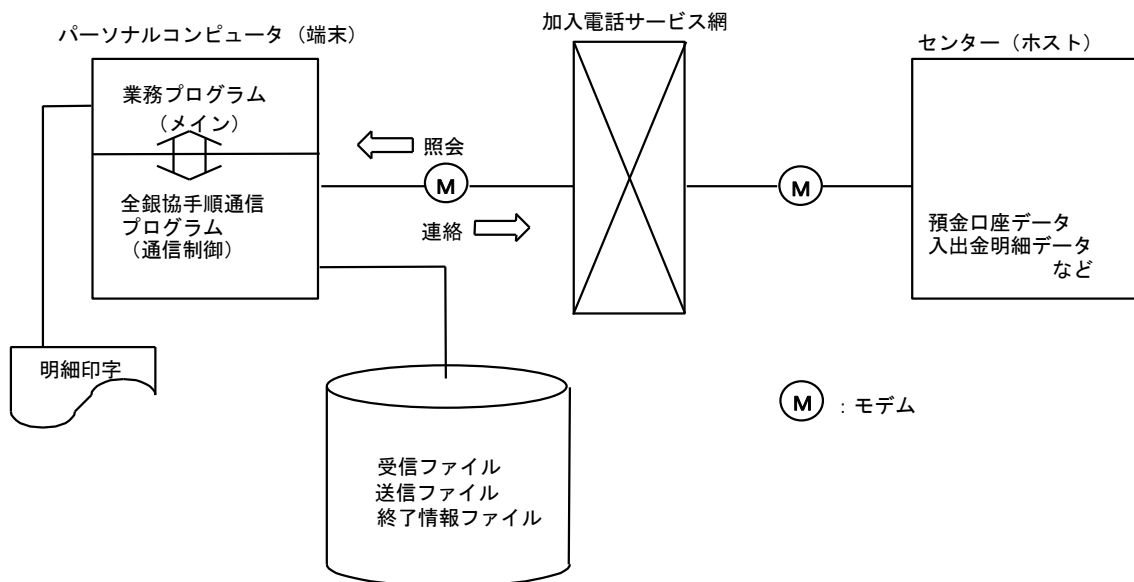 加入電話サービス網
パーソナルコンピュータ（端末）
センター（ホスト）
業務プログラム
（メイン）
全銀協手順通信
プログラム
（通信制御）
照会
M
連絡
M
預金口座データ
入出金明細データ
など
明細印字
受信ファイル
送信ファイル
終了情報ファイル
M ：モデム